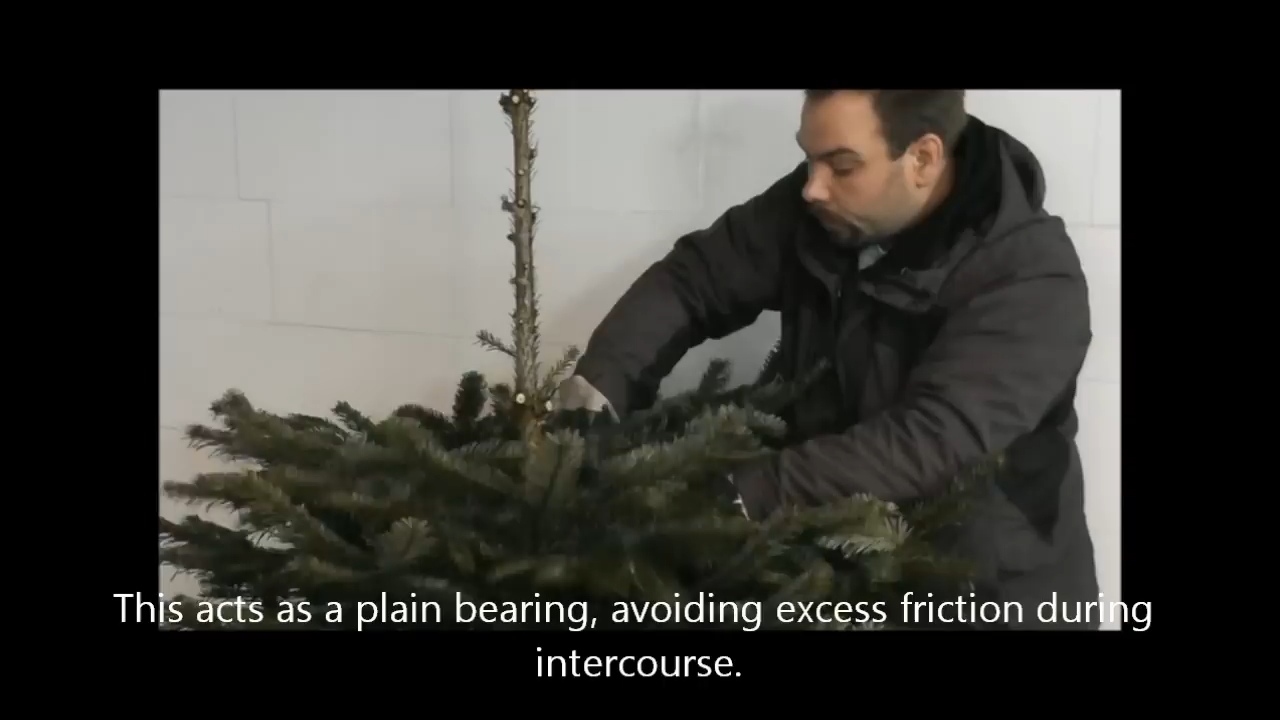 This acts as a plain bearing, avoiding excess friction during
intercourse.